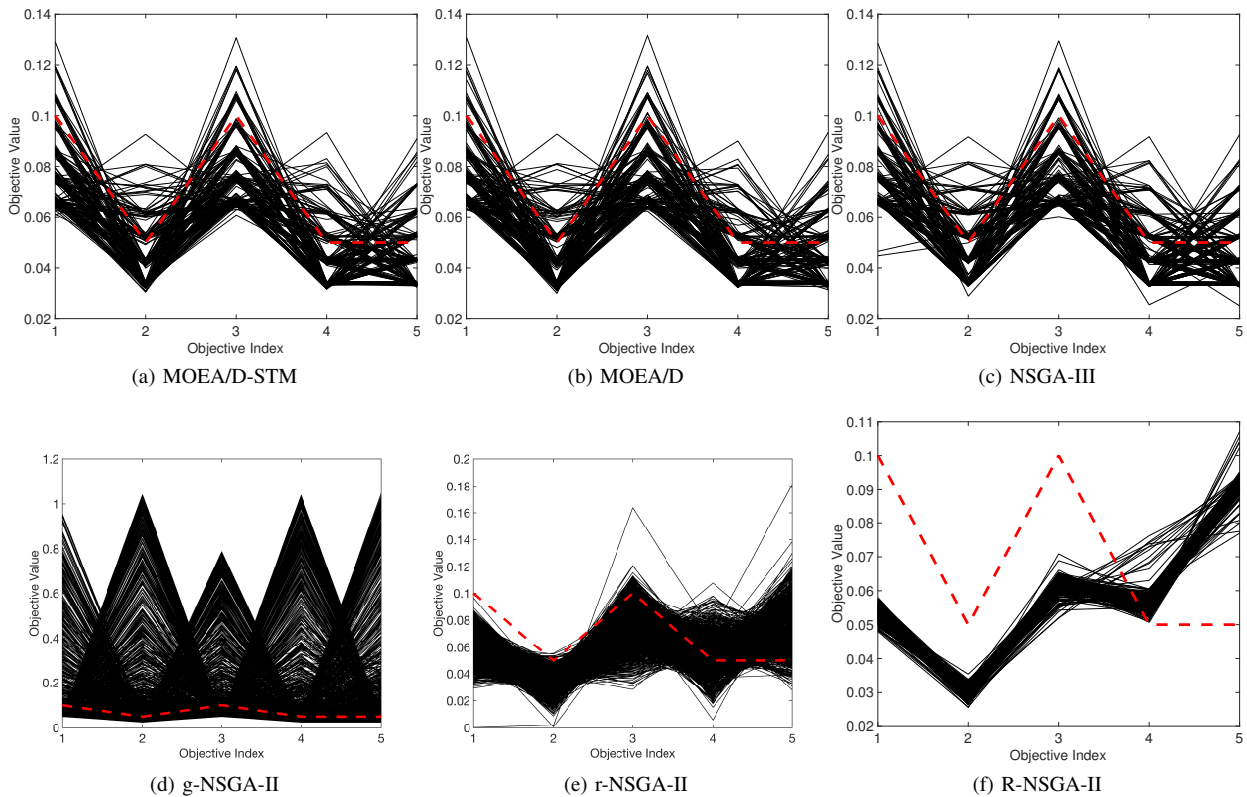 0.14
0.12
0.1
0.08
0.06
0.04
0.02
Objective Value
1 2 3 4 5
Objective Index
(a) MOEA/D-STM
0.14
0.12
0.1
0.08
0.06
0.04
0.02
Objective Value
1 2 3 4 5
Objective Index
(b) MOEA/D
0.14
0.12
0.1
0.08
0.06
0.04
0.02
Objective Value
1 2 3 4 5
Objective Index
(c) NSGA-III
1.2
1
0.8
0.6
0.4
0.2
0
Objective Value
1 2 3 4 5
Objective Index
(d) g-NSGA-II
0.2
0.18
0.16
0.14
0.12
0.1
0.08
0.06
0.04
0.02
0
Objective Value
1 2 3 4 5
Objective Index
(e) r-NSGA-II
0.11
0.1
0.09
0.08
0.07
0.06
0.05
0.04
0.03
0.02
Objective Value
1 2 3 4 5
Objective Index
(f) R-NSGA-II